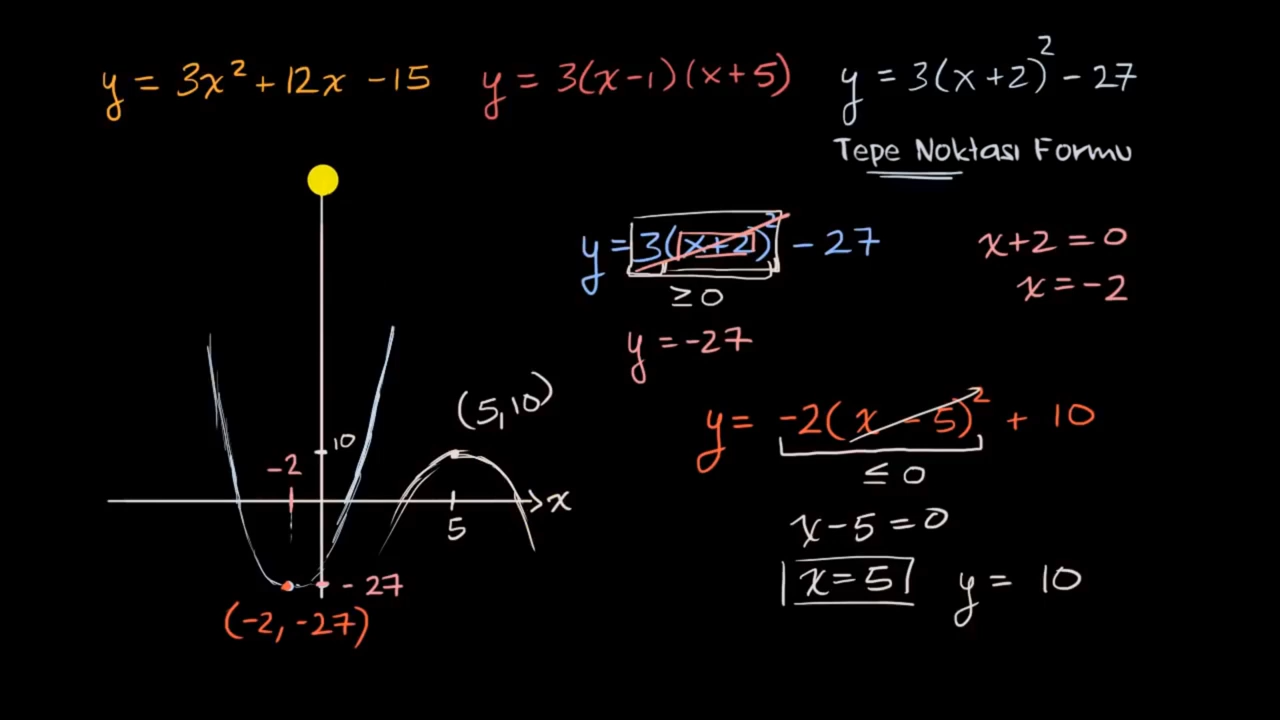 y = 3x² + 12x - 15
y = 3(x-1)(x+5)
y = 3(x+2)² - 27
Tepe Noktası Formu
y = 3(x+2)² - 27
≥ 0
y = -27
x+2 = 0
x = -2
y = -2(x - 5)² + 10
≤ 0
x-5 = 0
x = 5
y = 10
(5,10)
10
-2
x
5
-27
(-2, -27)